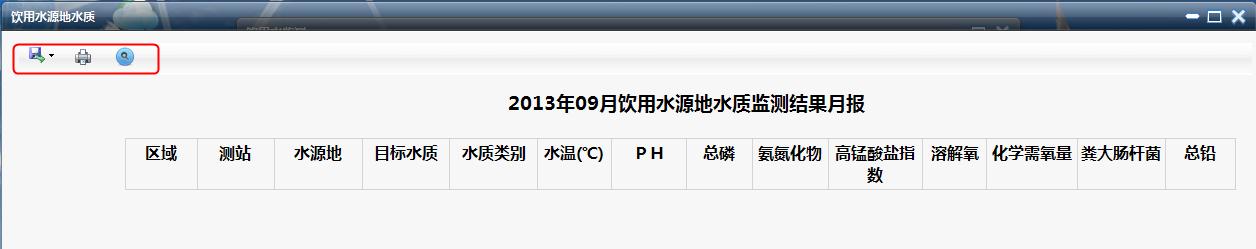 饮用水源地水质
2013年09月饮用水源地水质监测结果月报
区域 测站 水源地 目标水质 水质类别 水温(℃) P H 总磷 氨氮化物 高锰酸盐指 溶解氧 化学需氧量 粪大肠杆菌 总铅
数